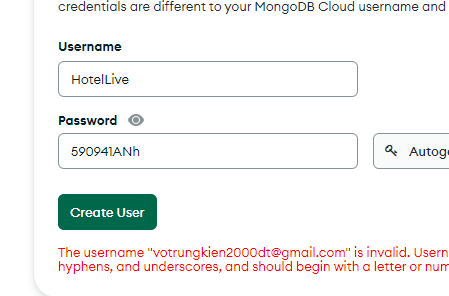 credentials are different to your MongoDB Cloud username and
Username
HotelLive
Password
590941ANh
Autoge
Create User
The username "votrungkien2000dt@gmail.com" is invalid. Usern
hyphens, and underscores, and should begin with a letter or num